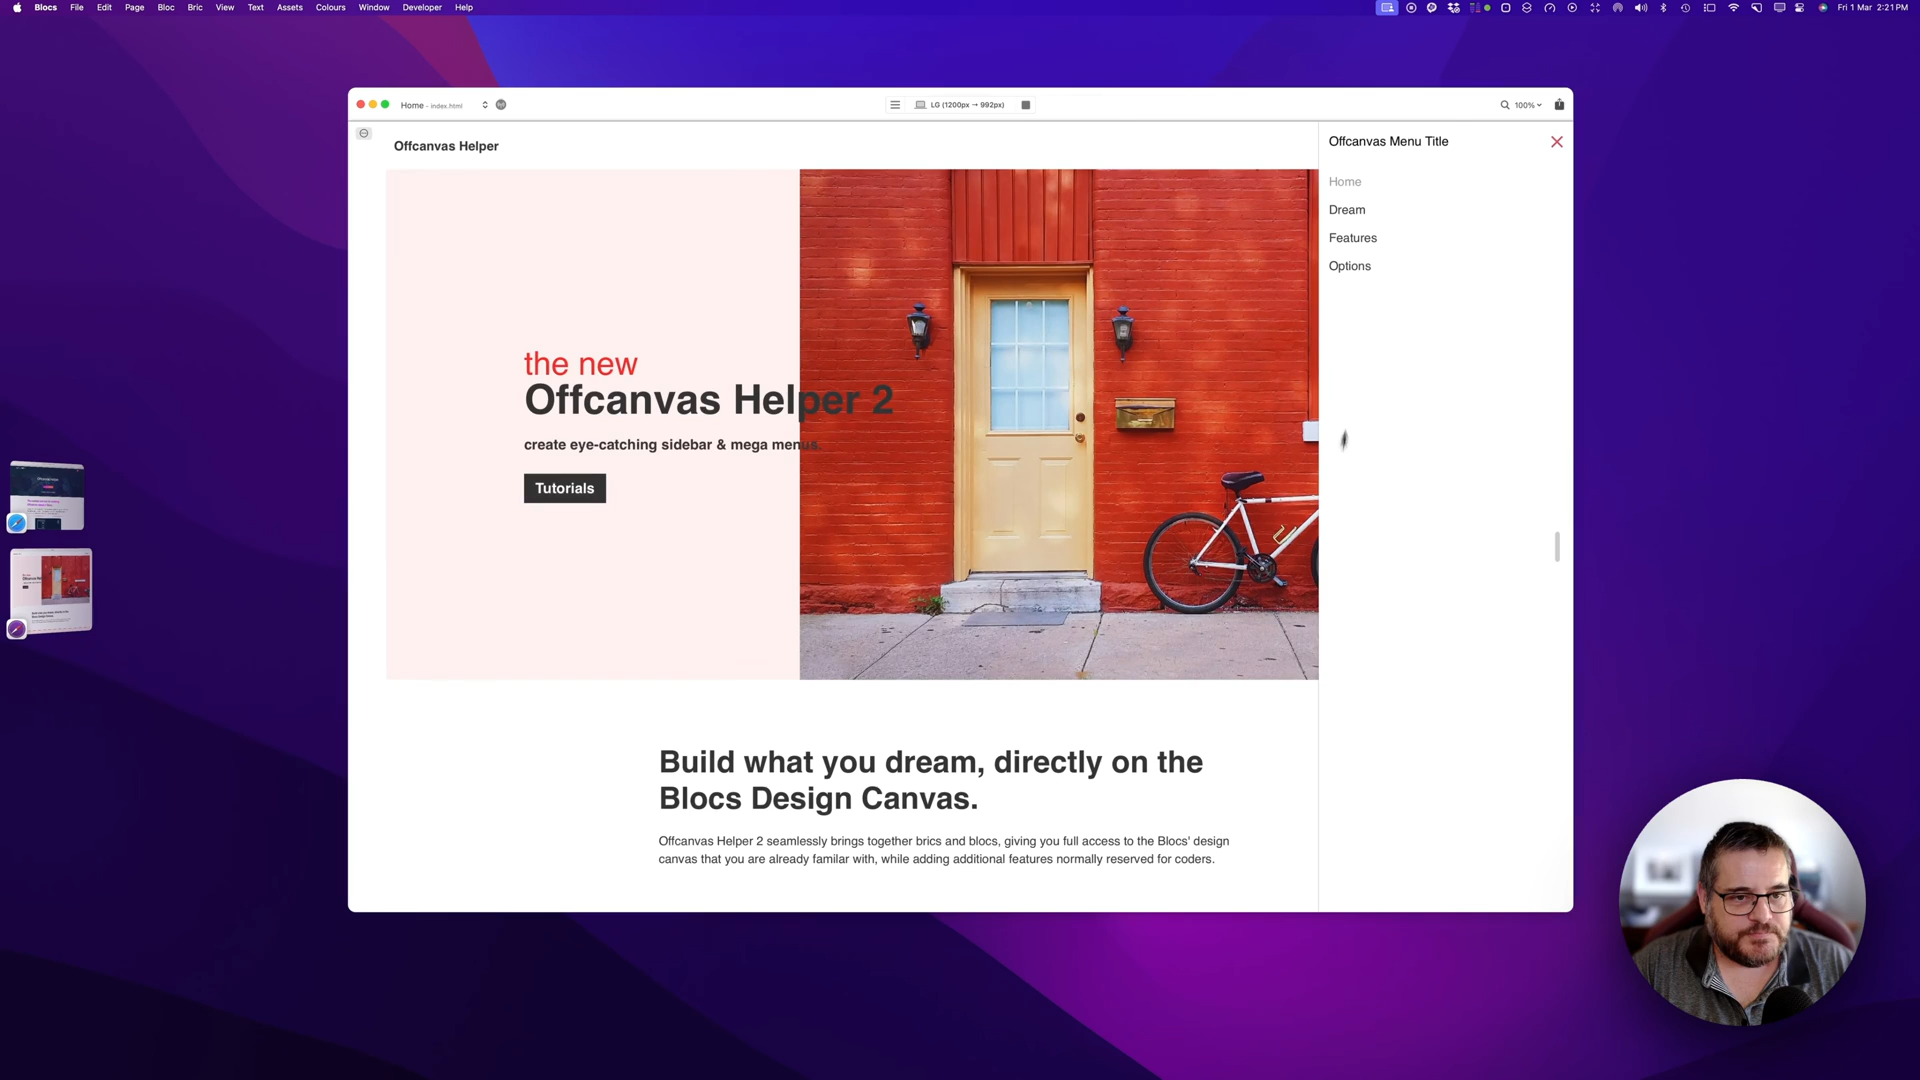 Blocs File Edit Page Bloc Bric View Text Assets Colours Window Developer Help
Fri 1 Mar 2:21 PM
Home - index.html
LG (1200px → 992px)
100%
Offcanvas Helper
Offcanvas Menu Title
Home
Dream
Features
Options
the new
Offcanvas Helper 2
create eye-catching sidebar & mega menus.
Tutorials
Build what you dream, directly on the
Blocs Design Canvas.
Offcanvas Helper 2 seamlessly brings together brics and blocs, giving you full access to the Blocs' design
canvas that you are already familar with, while adding additional features normally reserved for coders.